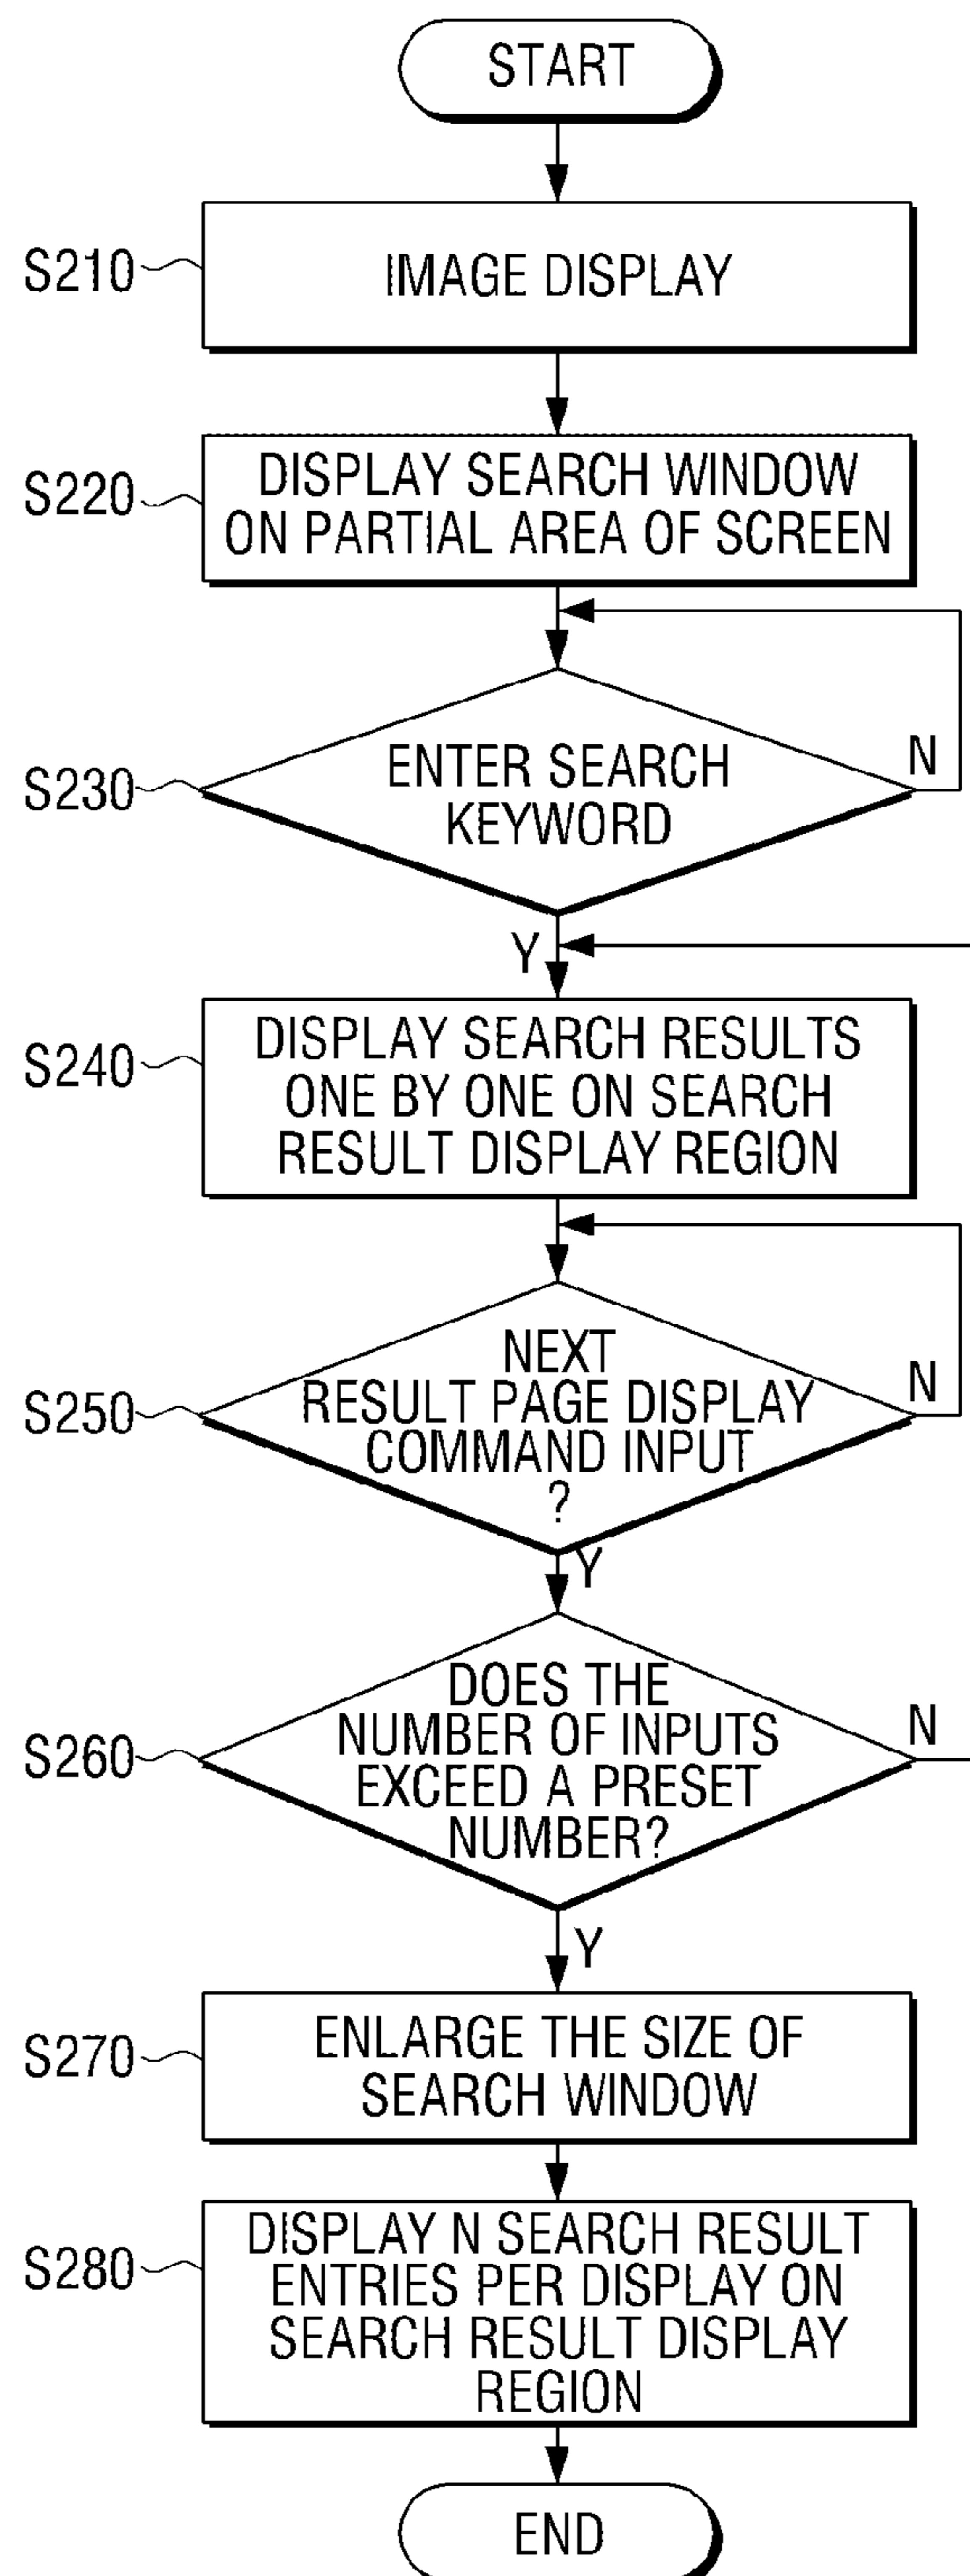 START
S210
IMAGE DISPLAY
S220
DISPLAY SEARCH WINDOW
ON PARTIAL AREA OF SCREEN
S230
ENTER SEARCH
KEYWORD
N
Y
S240
DISPLAY SEARCH RESULTS
ONE BY ONE ON SEARCH
RESULT DISPLAY REGION
S250
NEXT
RESULT PAGE DISPLAY
COMMAND INPUT
?
N
Y
S260
DOES THE
NUMBER OF INPUTS
EXCEED A PRESET
NUMBER?
N
Y
S270
ENLARGE THE SIZE OF
SEARCH WINDOW
S280
DISPLAY N SEARCH RESULT
ENTRIES PER DISPLAY ON
SEARCH RESULT DISPLAY
REGION
END